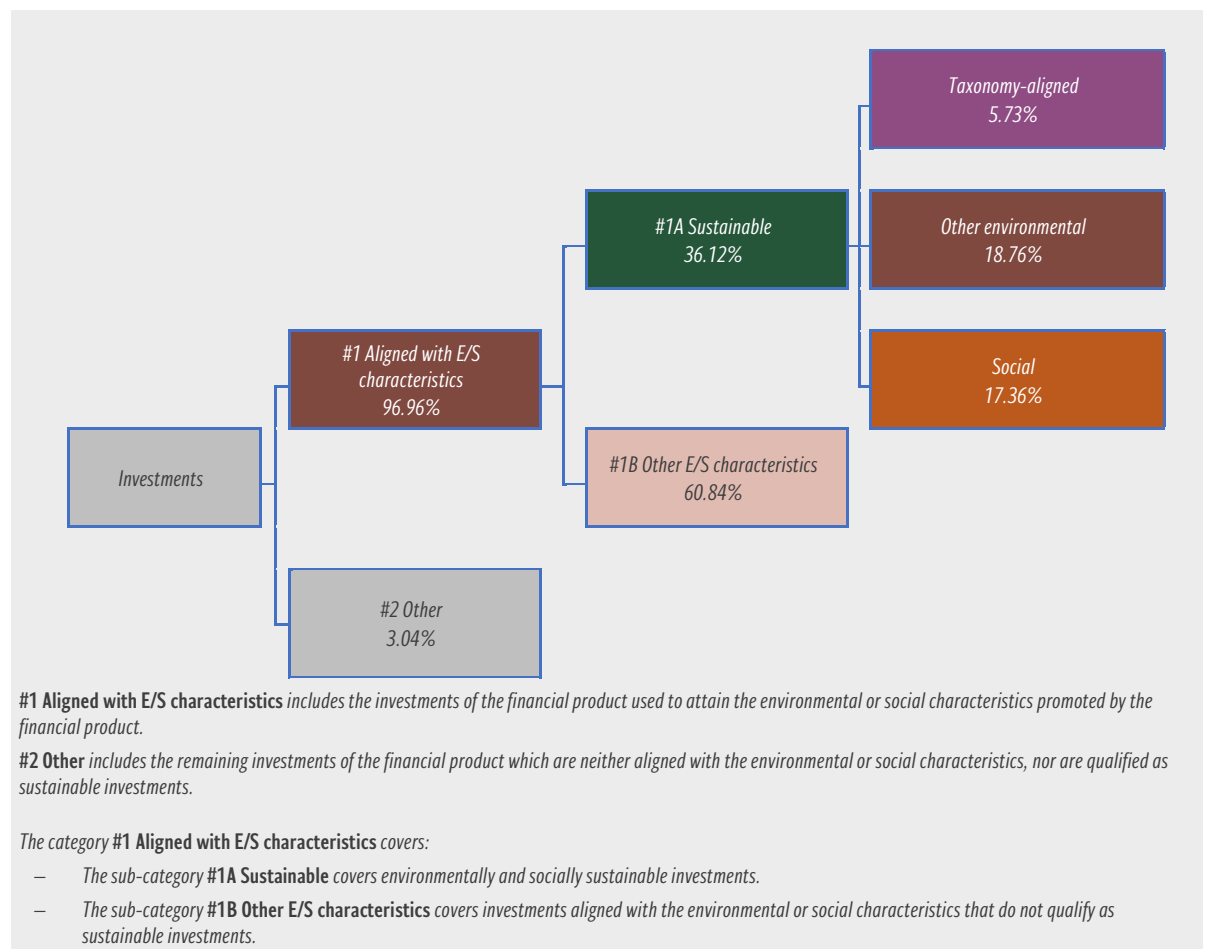 Taxonomy-aligned
5.73%
#1A Sustainable
36.12%
Other environmental
18.76%
#1 Aligned with E/S
characteristics
96.96%
Social
17.36%
Investments
#1B Other E/S characteristics
60.84%
#2 Other
3.04%
#1 Aligned with E/S characteristics includes the investments of the financial product used to attain the environmental or social characteristics promoted by the
financial product.
#2 Other includes the remaining investments of the financial product which are neither aligned with the environmental or social characteristics, nor are qualified as
sustainable investments.
The category #1 Aligned with E/S characteristics covers:
– The sub-category #1A Sustainable covers environmentally and socially sustainable investments.
– The sub-category #1B Other E/S characteristics covers investments aligned with the environmental or social characteristics that do not qualify as
sustainable investments.